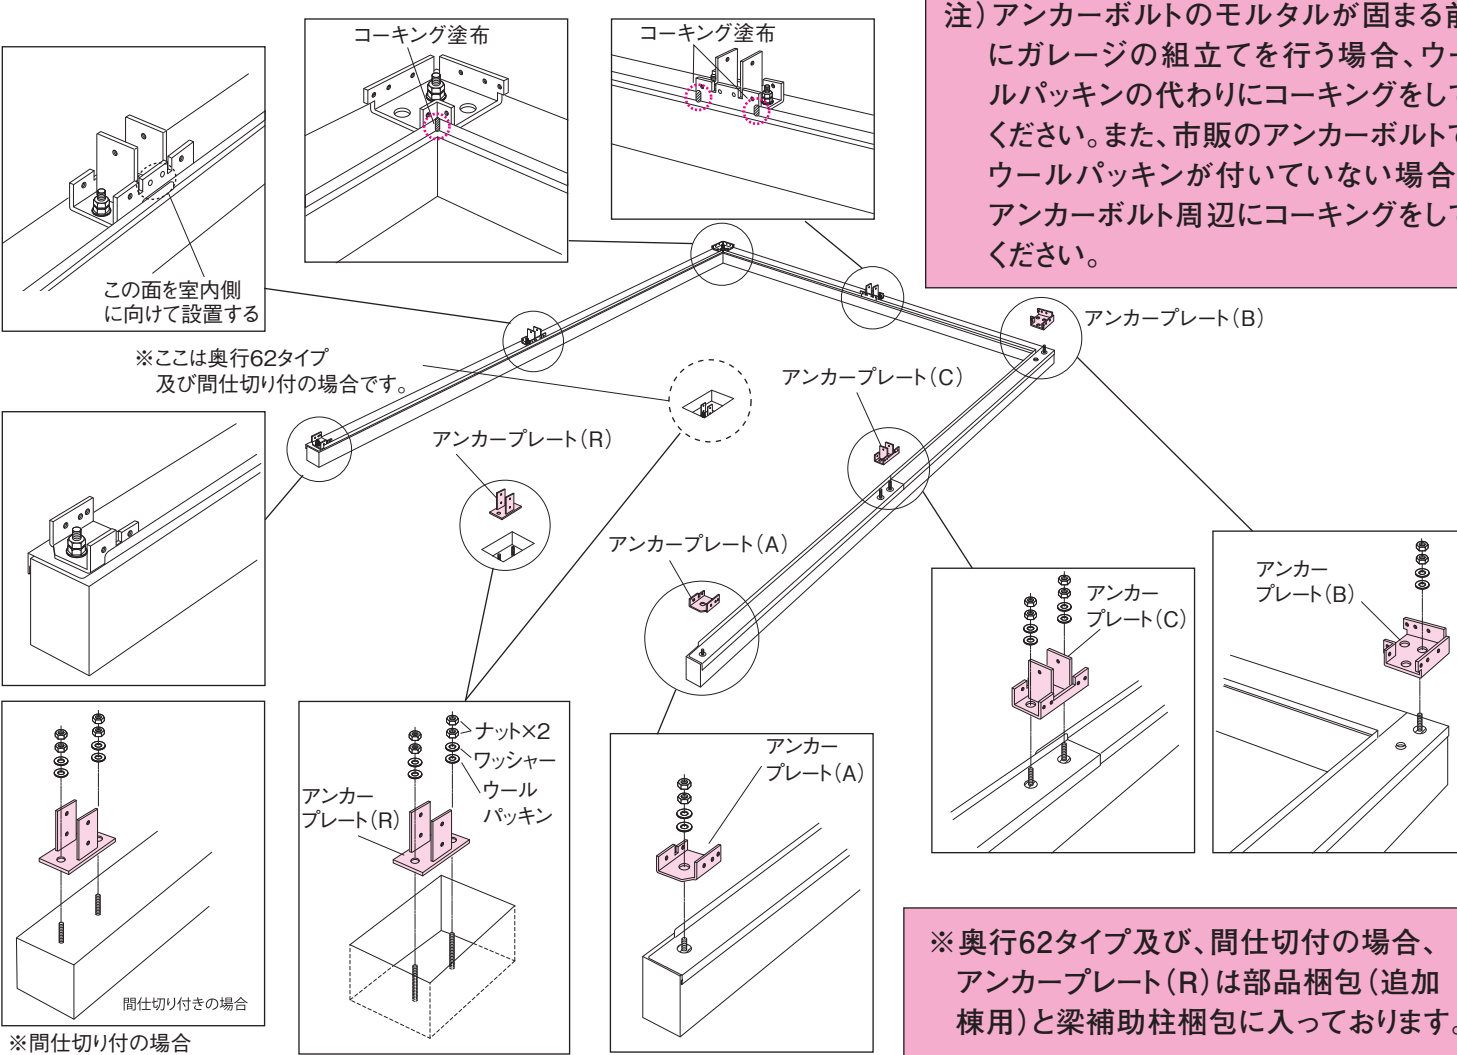 コーキング塗布
コーキング塗布
注）アンカーボルトのモルタルが固まる前
にガレージの組立てを行う場合、ウー
ルパッキンの代わりにコーキングをして
ください。また、市販のアンカーボルトで
ウールパッキンが付いていない場合
アンカーボルト周辺にコーキングをして
ください。
この面を室内側
に向けて設置する
※ここは奥行62タイプ
及び間仕切り付の場合です。
アンカープレート（B）
アンカープレート（C）
アンカープレート（R）
アンカープレート（A）
アンカー
プレート（B）
アンカー
プレート（C）
ナット×2
ワッシャー
ウール
パッキン
アンカー
プレート（R）
アンカー
プレート（A）
間仕切り付きの場合
※間仕切り付の場合
※奥行62タイプ及び、間仕切付の場合、
アンカープレート（R）は部品梱包（追加
棟用）と梁補助柱梱包に入っております。